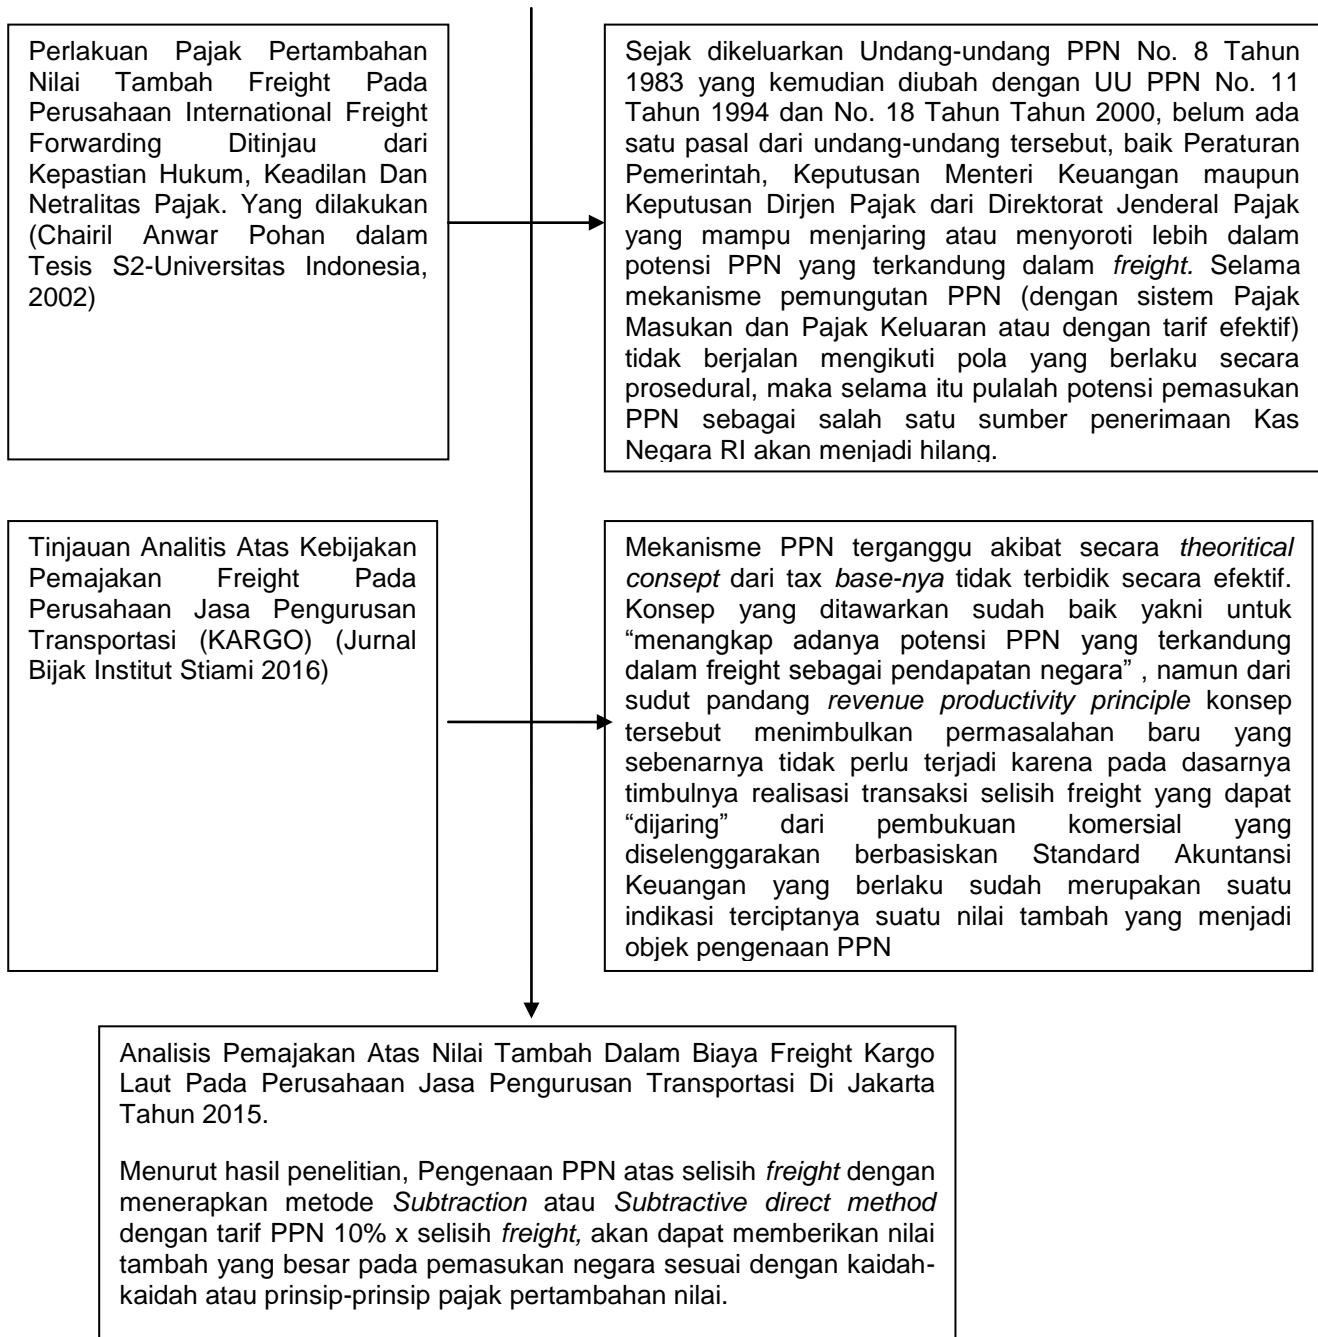 Perlakuan Pajak Pertambahan
Nilai Tambah Freight Pada
Perusahaan International Freight
Forwarding Ditinjau dari
Kepastian Hukum, Keadilan Dan
Netralitas Pajak. Yang dilakukan
(Chairil Anwar Pohan dalam
Tesis S2-Universitas Indonesia,
2002)
Sejak dikeluarkan Undang-undang PPN No. 8 Tahun
1983 yang kemudian diubah dengan UU PPN No. 11
Tahun 1994 dan No. 18 Tahun Tahun 2000, belum ada
satu pasal dari undang-undang tersebut, baik Peraturan
Pemerintah, Keputusan Menteri Keuangan maupun
Keputusan Dirjen Pajak dari Direktorat Jenderal Pajak
yang mampu menjaring atau menyoroti lebih dalam
potensi PPN yang terkandung dalam freight. Selama
mekanisme pemungutan PPN (dengan sistem Pajak
Masukan dan Pajak Keluaran atau dengan tarif efektif)
tidak berjalan mengikuti pola yang berlaku secara
prosedural, maka selama itu pulalah potensi pemasukan
PPN sebagai salah satu sumber penerimaan Kas
Negara RI akan menjadi hilang.
Tinjauan Analitis Atas Kebijakan
Pemajakan Freight Pada
Perusahaan Jasa Pengurusan
Transportasi (KARGO) (Jurnal
Bijak Institut Stiami 2016)
Mekanisme PPN terganggu akibat secara theoritical
concept dari tax base-nya tidak terbidik secara efektif.
Konsep yang ditawarkan sudah baik yakni untuk
“menangkap adanya potensi PPN yang terkandung
dalam freight sebagai pendapatan negara” , namun dari
sudut pandang revenue productivity principle konsep
tersebut menimbulkan permasalahan baru yang
sebenarnya tidak perlu terjadi karena pada dasarnya
timbulnya realisasi transaksi selisih freight yang dapat
“dijaring” dari pembukuan komersial yang
diselenggarakan berbasiskan Standard Akuntansi
Keuangan yang berlaku sudah merupakan suatu
indikasi terciptanya suatu nilai tambah yang menjadi
objek pengenaan PPN
Analisis Pemajakan Atas Nilai Tambah Dalam Biaya Freight Kargo
Laut Pada Perusahaan Jasa Pengurusan Transportasi Di Jakarta
Tahun 2015.
Menurut hasil penelitian, Pengenaan PPN atas selisih freight dengan
menerapkan metode Subtraction atau Subtractive direct method
dengan tarif PPN 10% x selisih freight, akan dapat memberikan nilai
tambah yang besar pada pemasukan negara sesuai dengan kaidah-
kaidah atau prinsip-prinsip pajak pertambahan nilai.